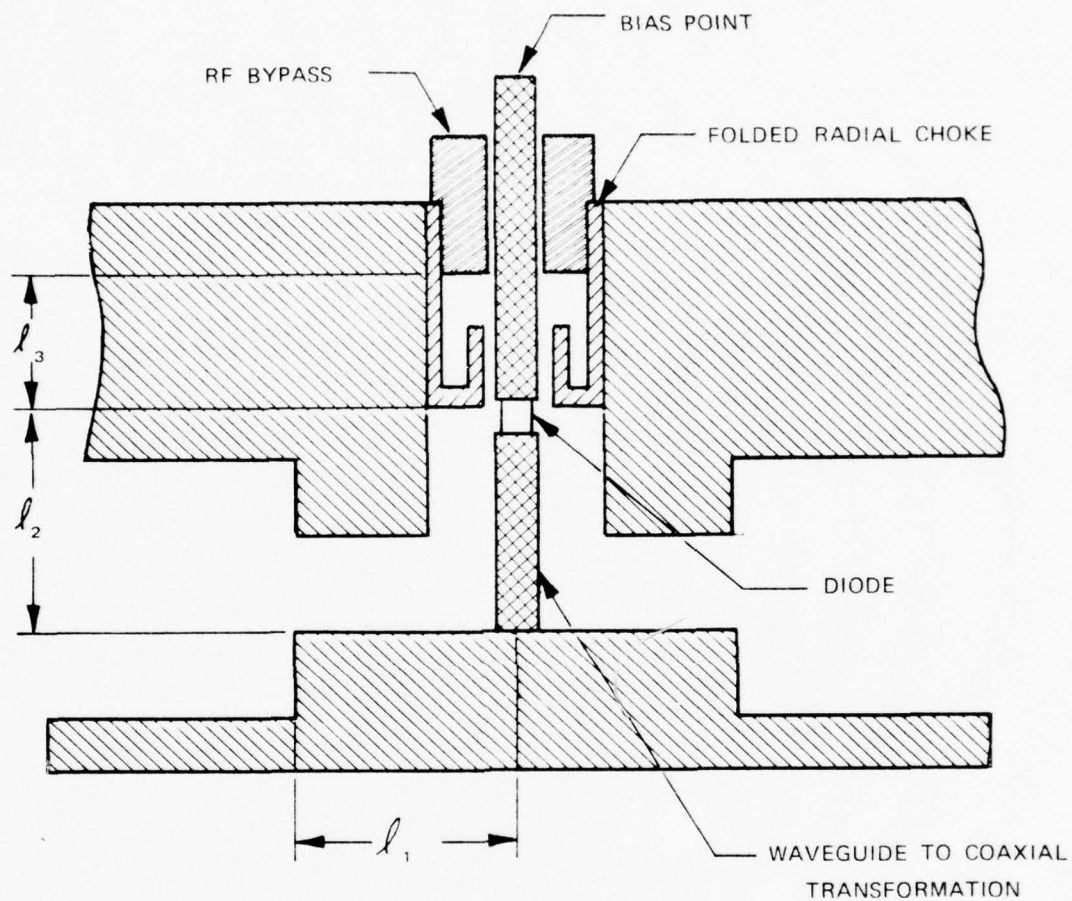 BIAS POINT
RF BYPASS
FOLDED RADIAL CHOKE
ℓ₃
ℓ₂
DIODE
ℓ₁
WAVEGUIDE TO COAXIAL
TRANSFORMATION